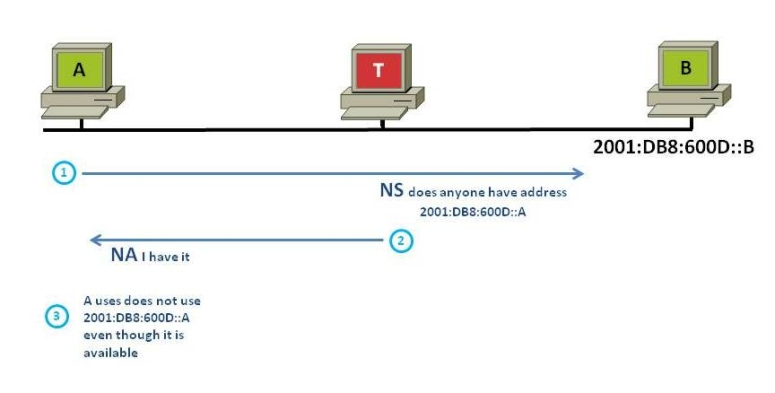 A
T
B
2001:DB8:600D::B
1
NS does anyone have address
2001:DB8:600D::A
2
NA I have it
3
A uses does not use
2001:DB8:600D::A
even though it is
available